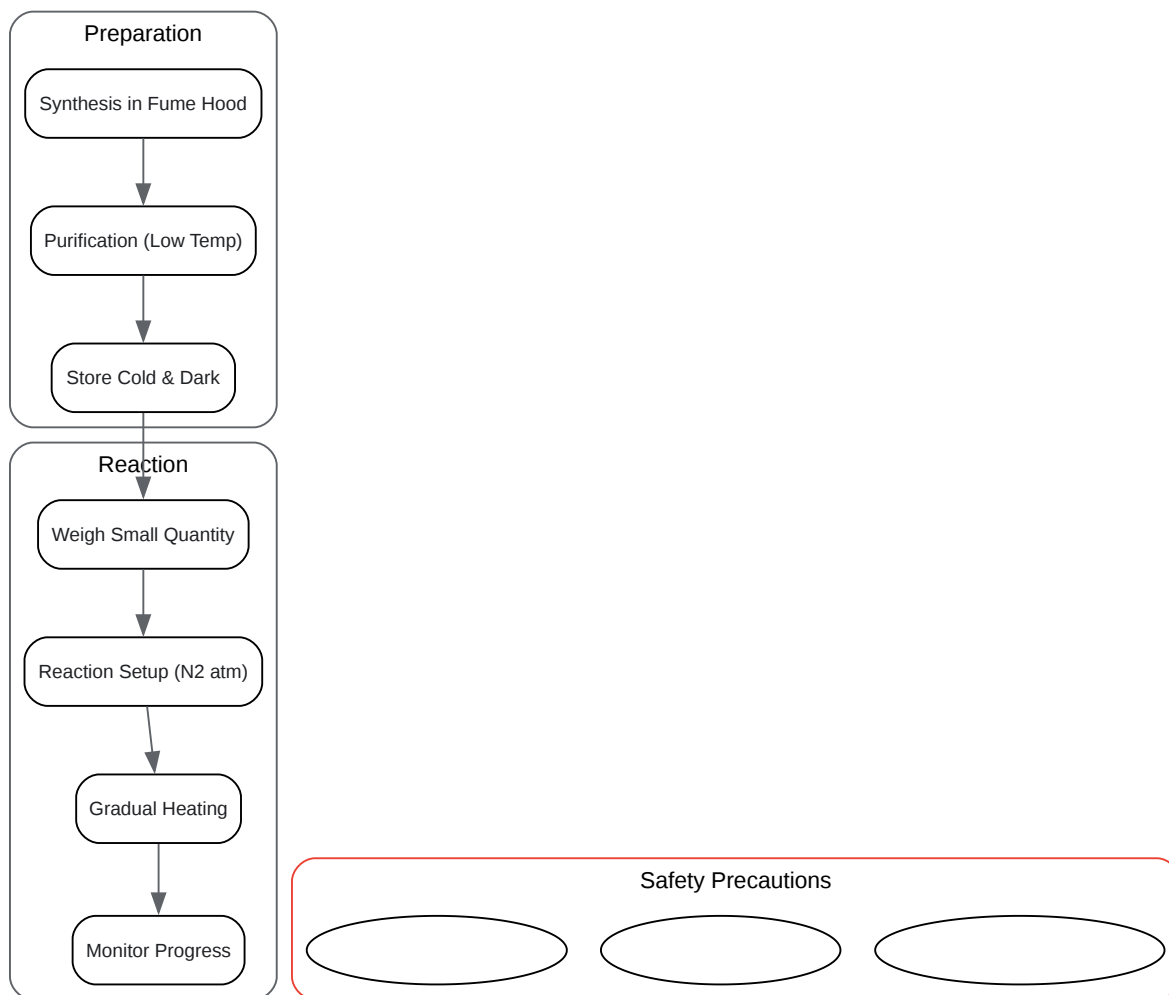 Preparation
Synthesis in Fume Hood
Purification (Low Temp)
Store Cold & Dark
Reaction
Weigh Small Quantity
Reaction Setup (N2 atm)
Gradual Heating
Monitor Progress
Safety Precautions